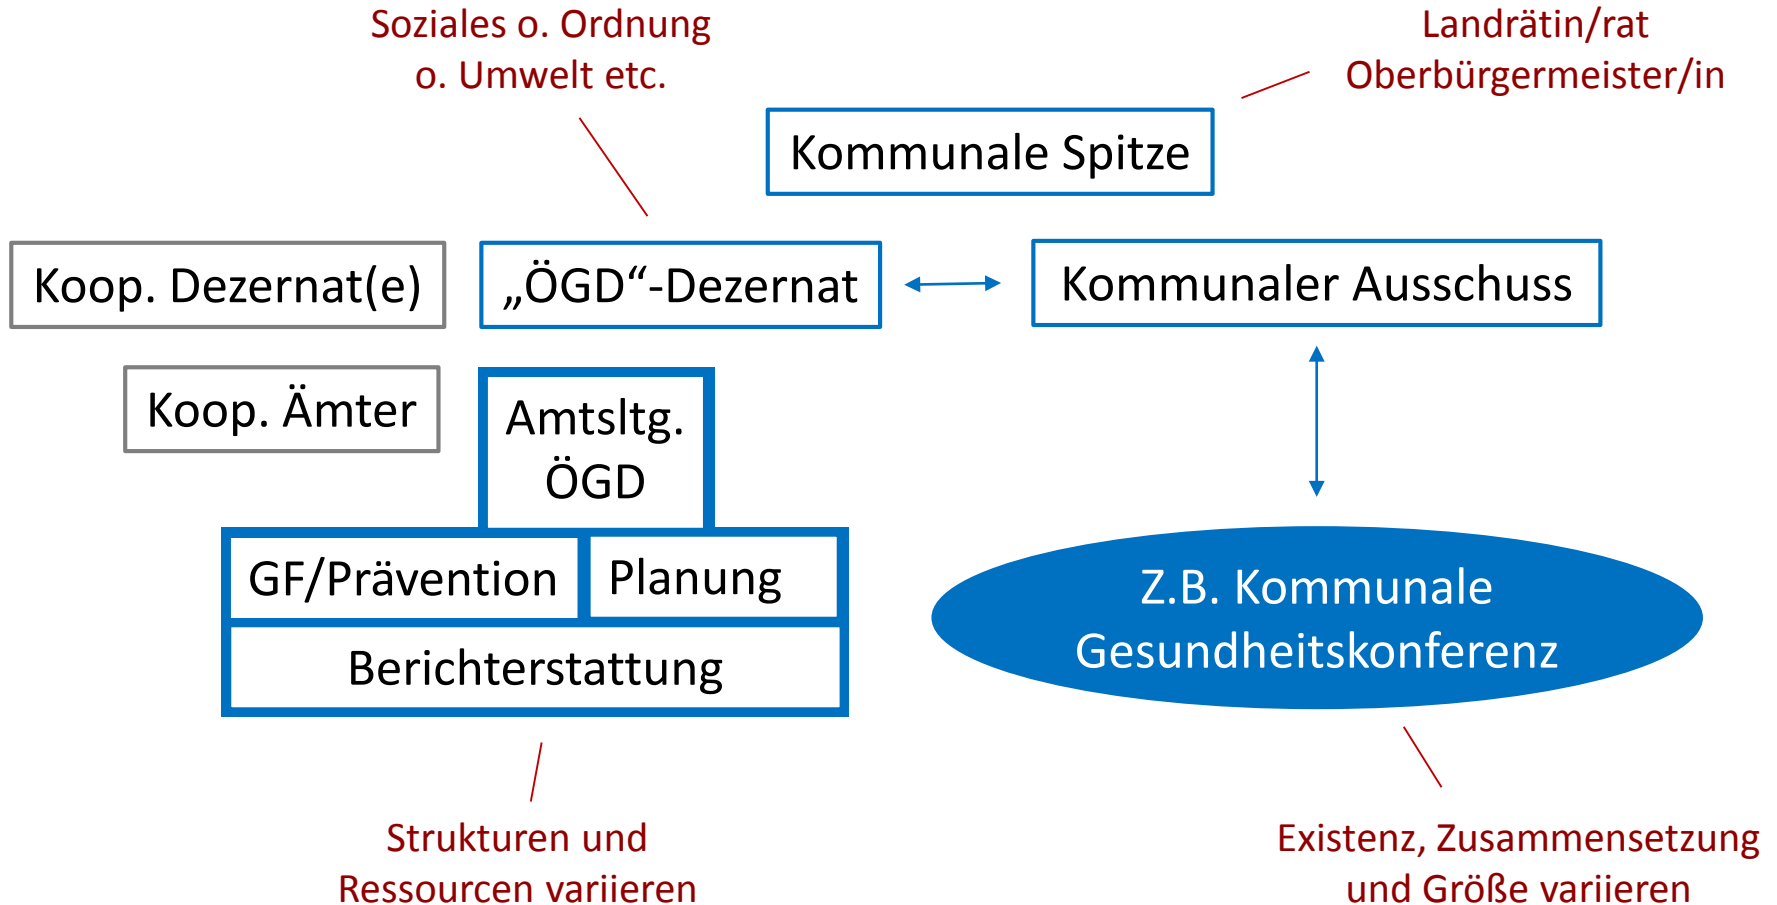 Soziales o. Ordnung
o. Umwelt etc.
Landrätin/rat
Oberbürgermeister/in
Kommunale Spitze
Koop. Dezernat(e)
„ÖGD“-Dezernat
Kommunaler Ausschuss
Koop. Ämter
Amtsltg.
ÖGD
GF/Prävention
Planung
Berichterstattung
Z.B. Kommunale
Gesundheitskonferenz
Strukturen und
Ressourcen variieren
Existenz, Zusammensetzung
und Größe variieren